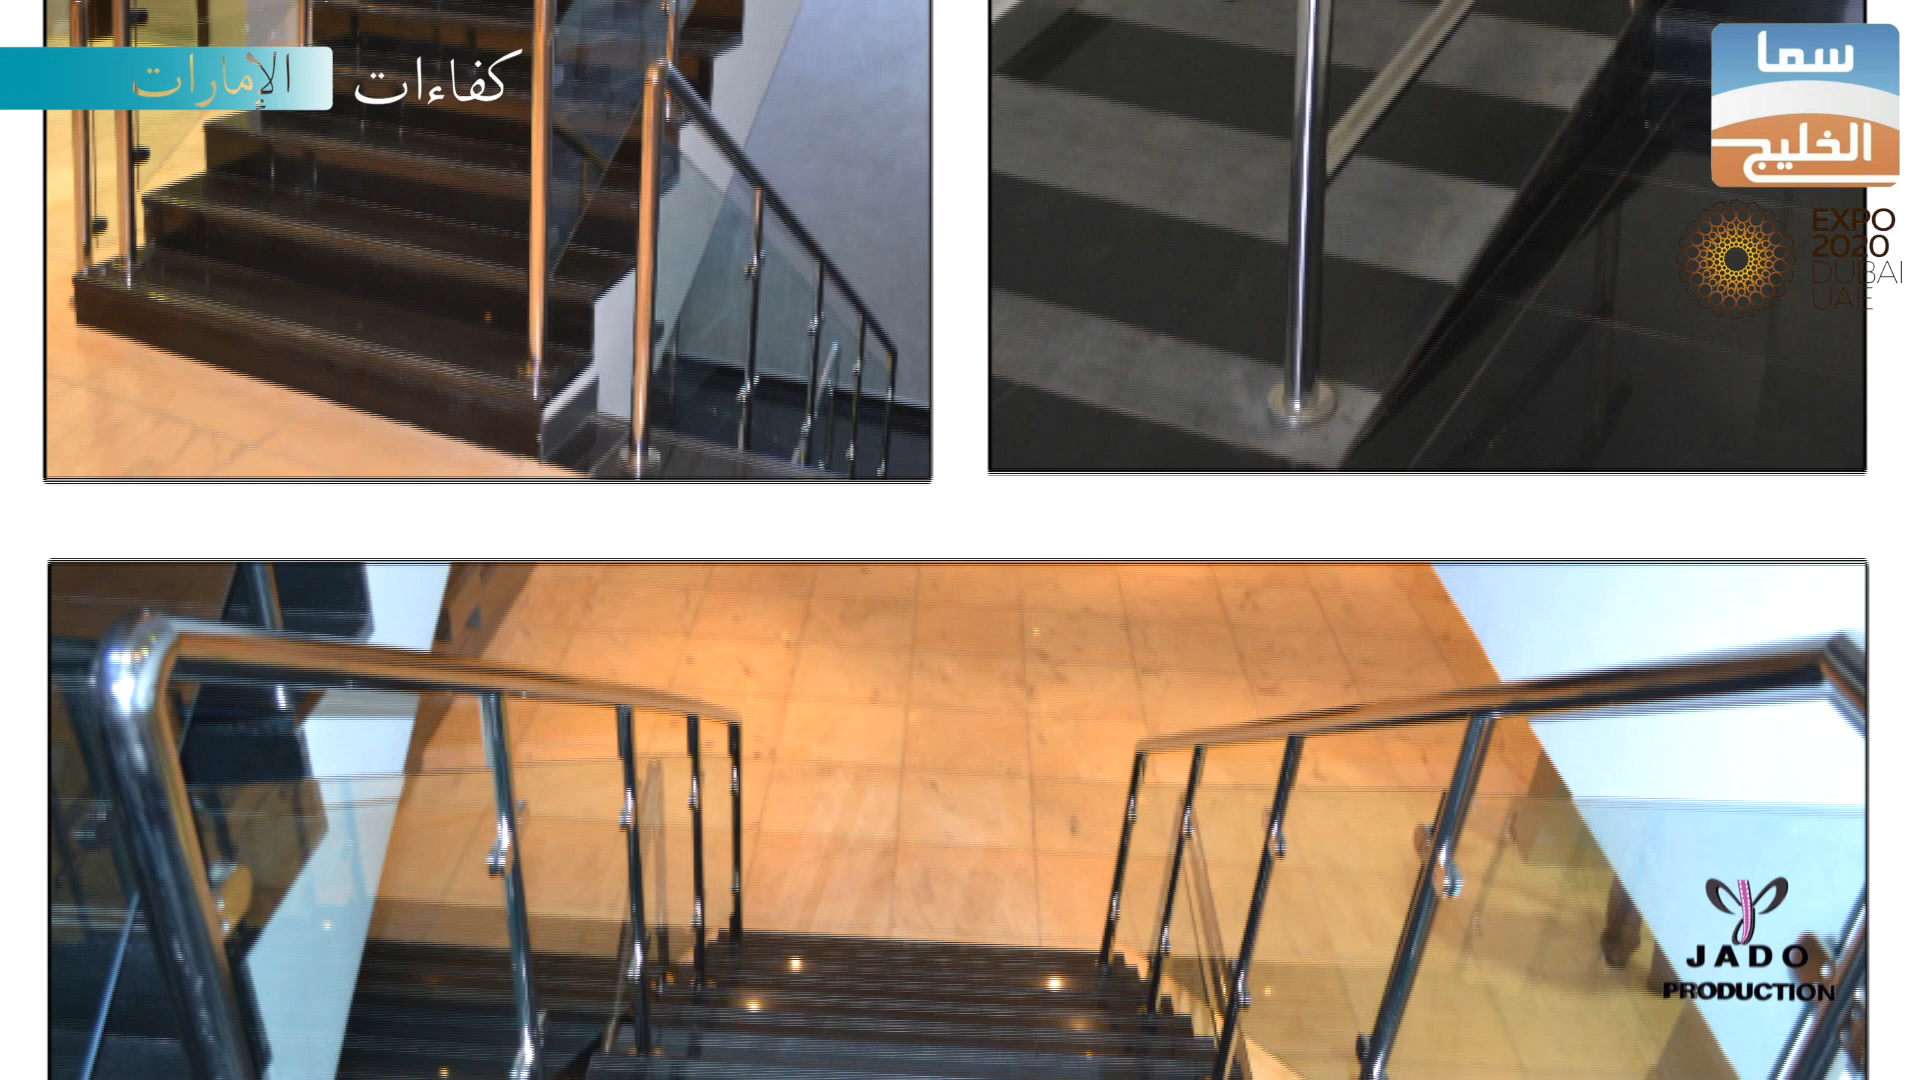 كفاءات الإمارات
سما
الخليج
EXPO
2020
DUBAI
UAE
JADO
PRODUCTION